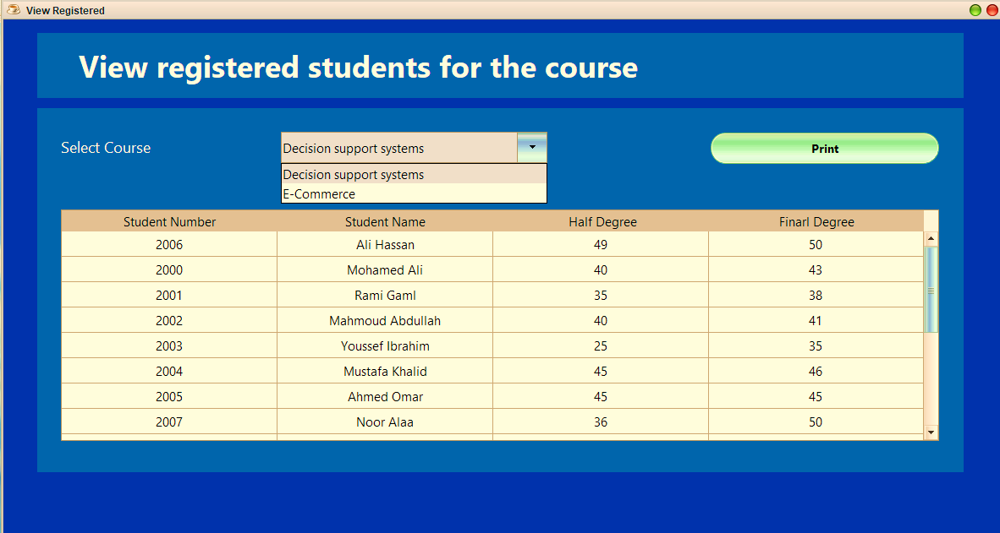 View Registered
View registered students for the course
Select Course
Decision support systems
Print
Decision support systems
E-Commerce
Student Number Student Name Half Degree Finarl Degree
2006 Ali Hassan 49 50
2000 Mohamed Ali 40 43
2001 Rami Gaml 35 38
2002 Mahmoud Abdullah 40 41
2003 Youssef Ibrahim 25 35
2004 Mustafa Khalid 45 46
2005 Ahmed Omar 45 45
2007 Noor Alaa 36 50